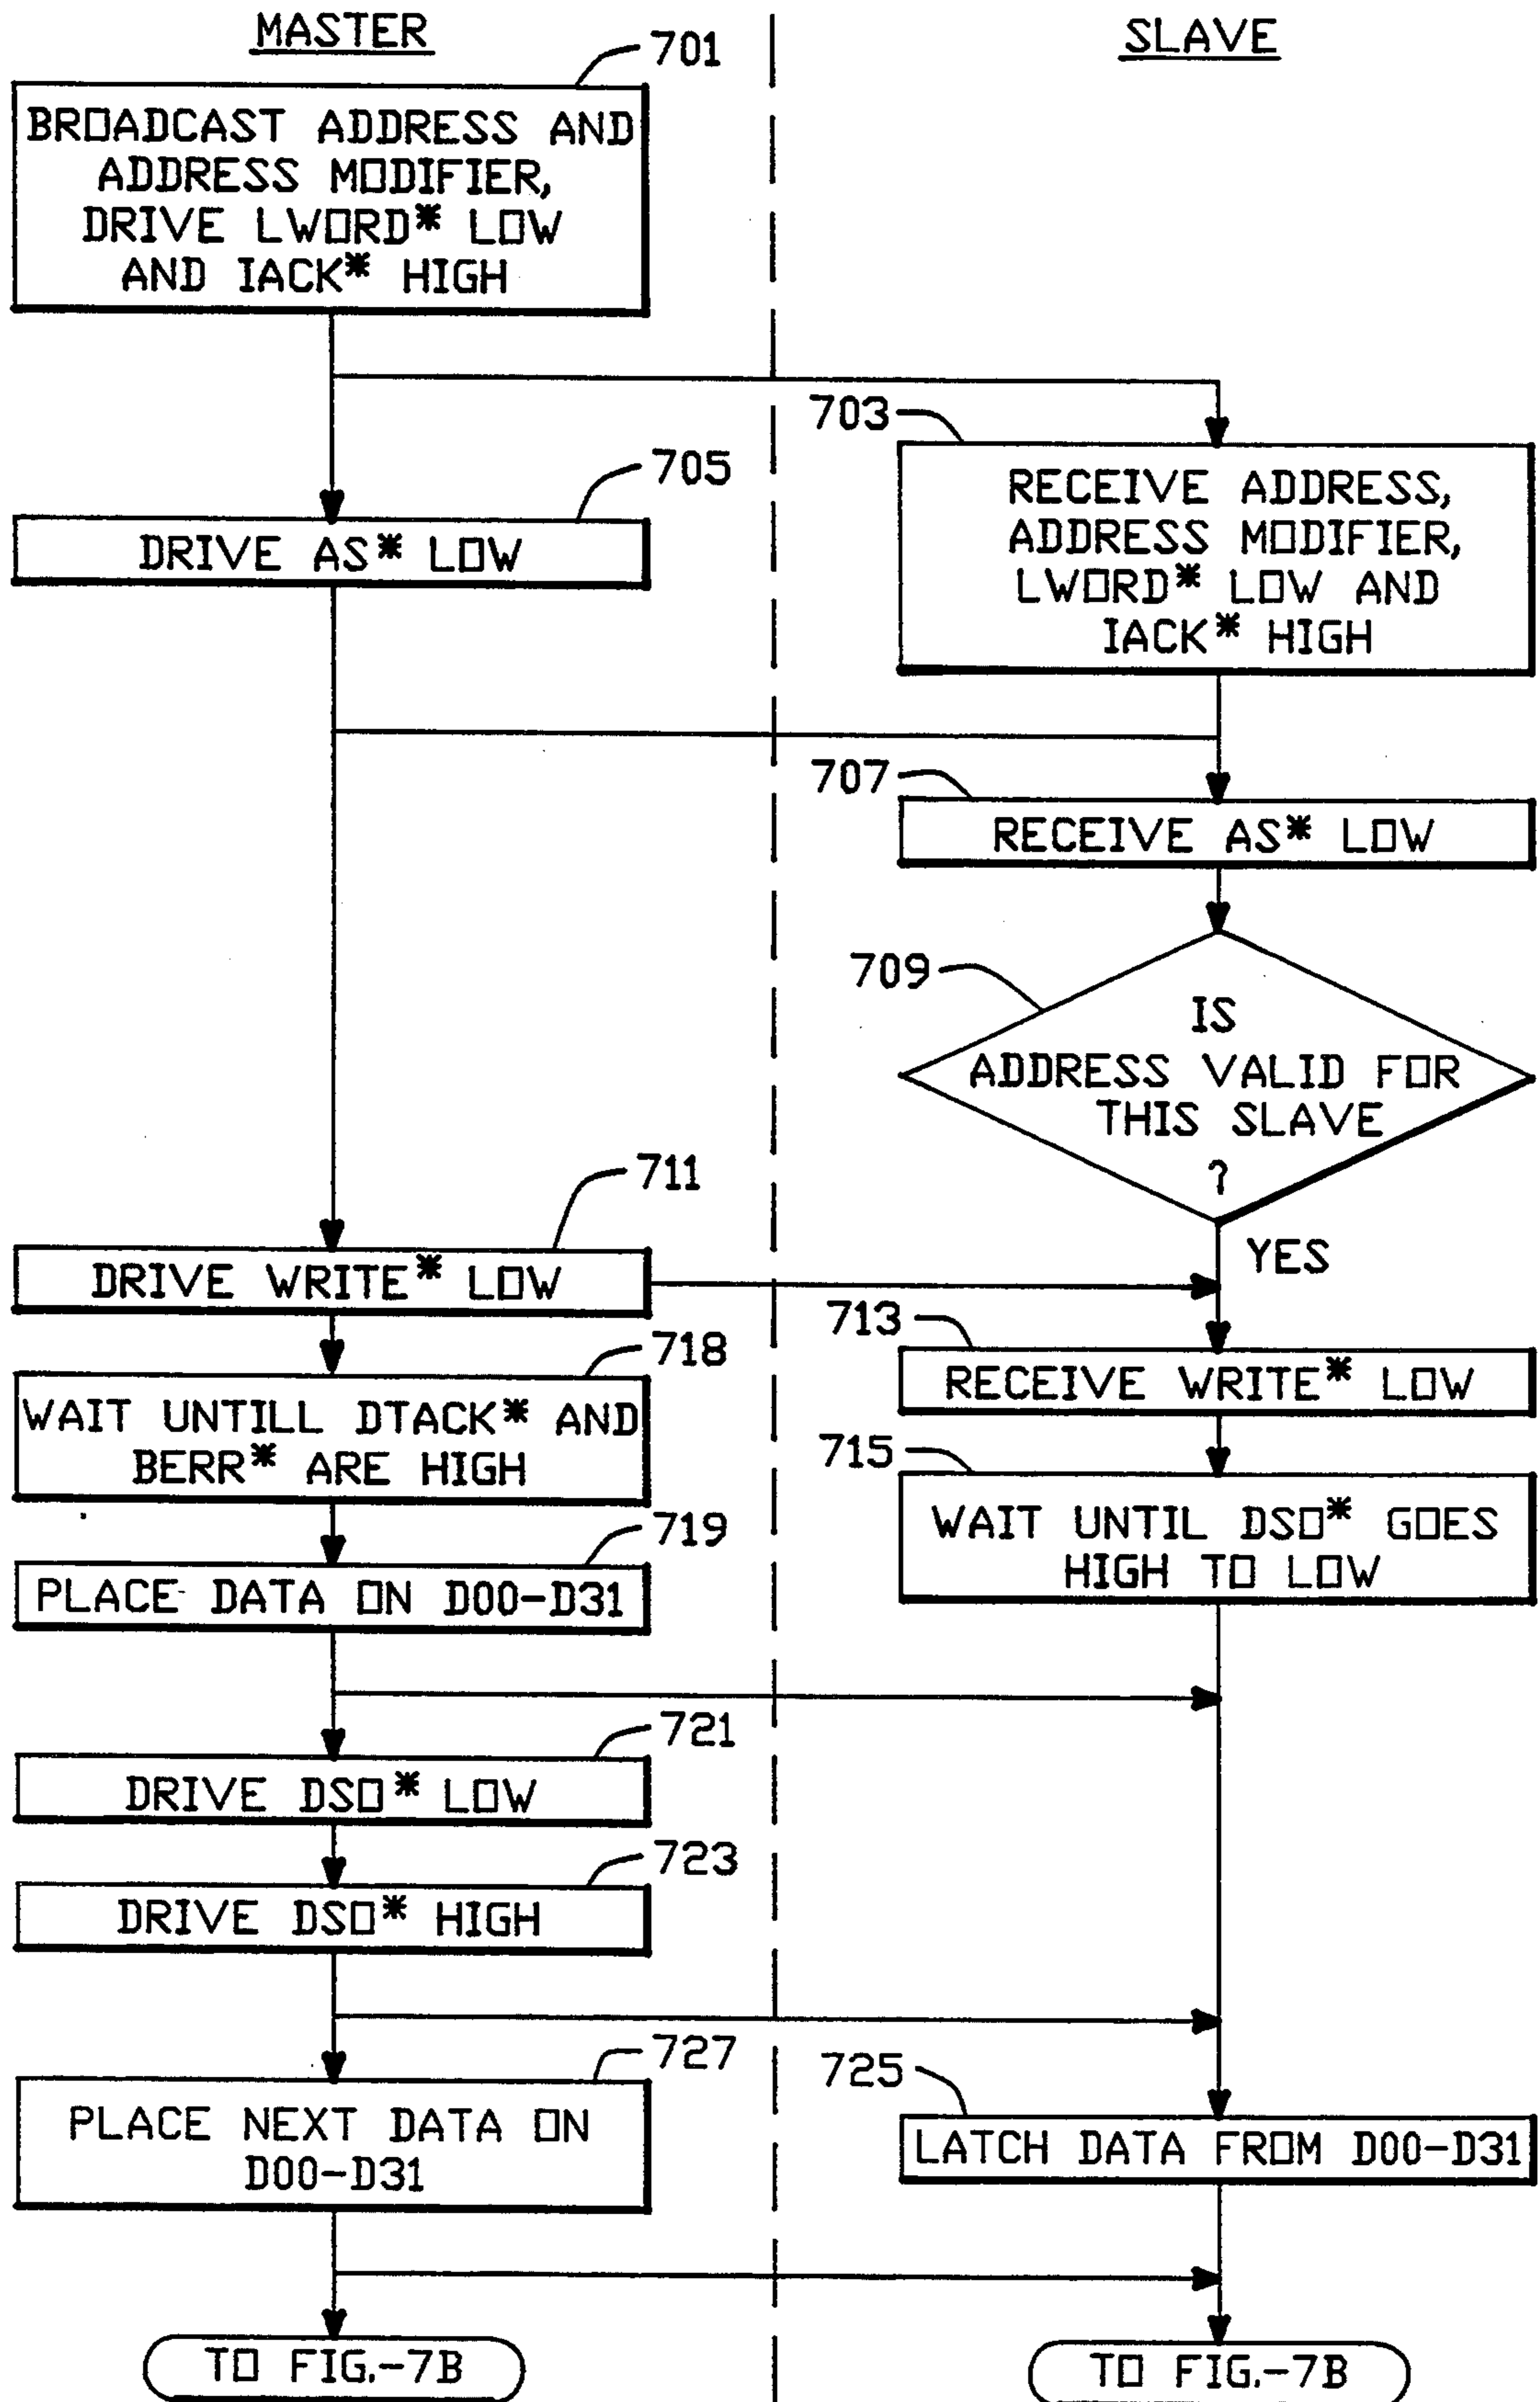 MASTER
SLAVE
701
BROADCAST ADDRESS AND
ADDRESS MODIFIER,
DRIVE LWORD* LOW
AND IACK* HIGH
703
RECEIVE ADDRESS,
ADDRESS MODIFIER,
LWORD* LOW AND
IACK* HIGH
705
DRIVE AS* LOW
707
RECEIVE AS* LOW
709
IS
ADDRESS VALID FOR
THIS SLAVE
?
YES
711
DRIVE WRITE* LOW
713
RECEIVE WRITE* LOW
718
WAIT UNTILL DTACK* AND
BERR* ARE HIGH
715
WAIT UNTIL DSO* GOES
HIGH TO LOW
719
PLACE DATA ON D00-D31
721
DRIVE DSO* LOW
723
DRIVE DSO* HIGH
727
PLACE NEXT DATA ON
D00-D31
725
LATCH DATA FROM D00-D31
TO FIG.-7B
TO FIG.-7B